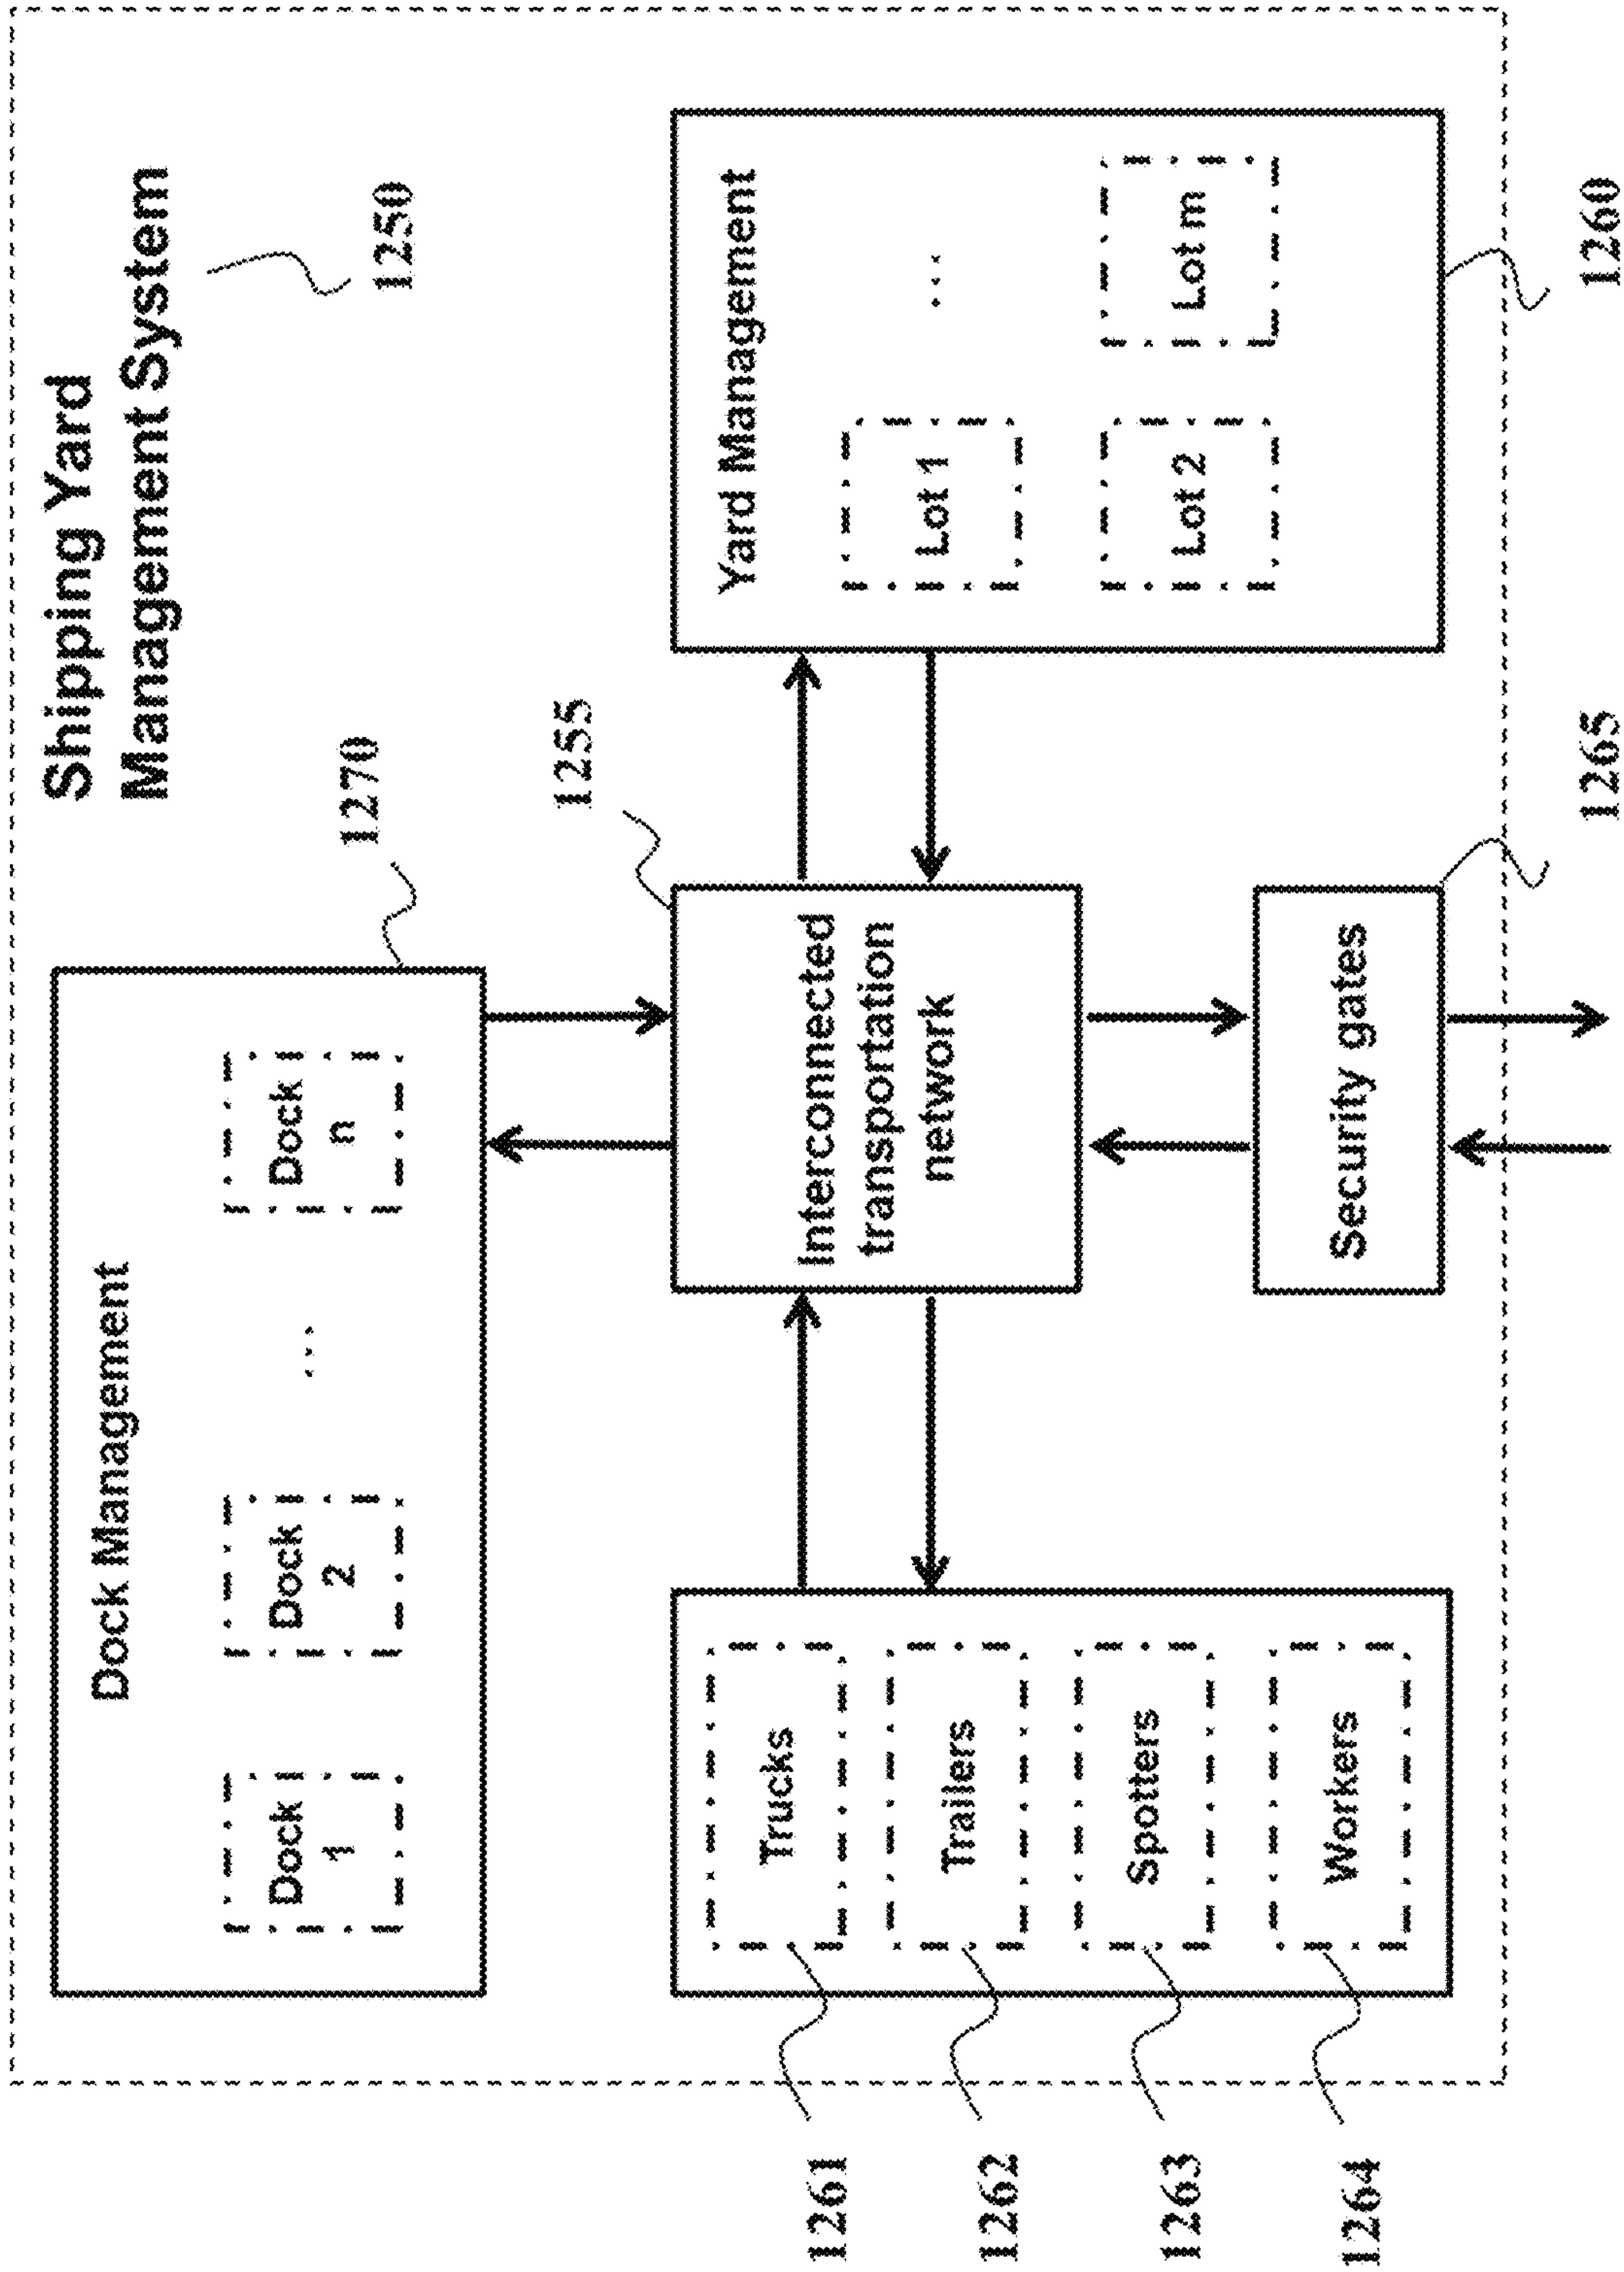 Shipping Yard
Management System
1250
Dock Management
1270
Dock
1
Dock
2
...
Dock
n
1255
Interconnected
transportation
network
Yard Management
Lot 1
...
Lot 2
Lot m
1260
Security gates
1265
1261
Trucks
1262
Trailers
1263
Spotters
1264
Workers